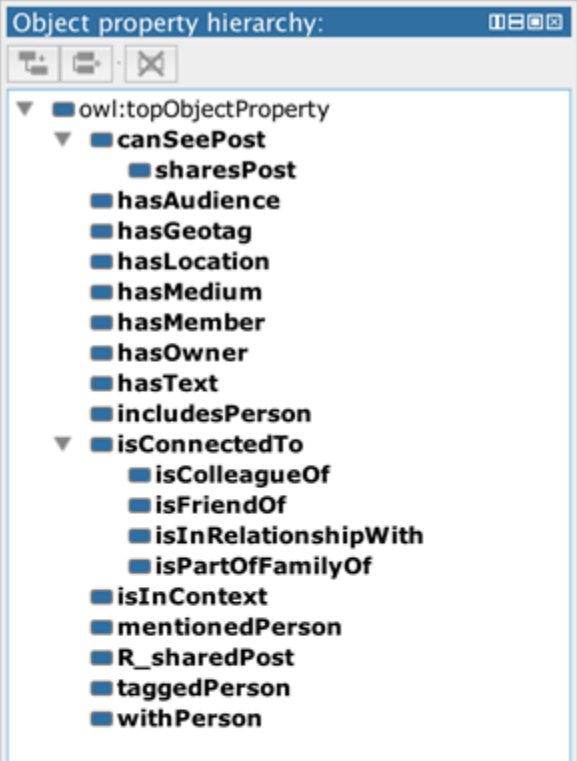 Object property hierarchy:
owl:topObjectProperty
canSeePost
sharesPost
hasAudience
hasGeotag
hasLocation
hasMedium
hasMember
hasOwner
hasText
includesPerson
isConnectedTo
isColleagueOf
isFriendOf
isInRelationshipWith
isPartOfFamilyOf
isInContext
mentionedPerson
R_sharedPost
taggedPerson
withPerson